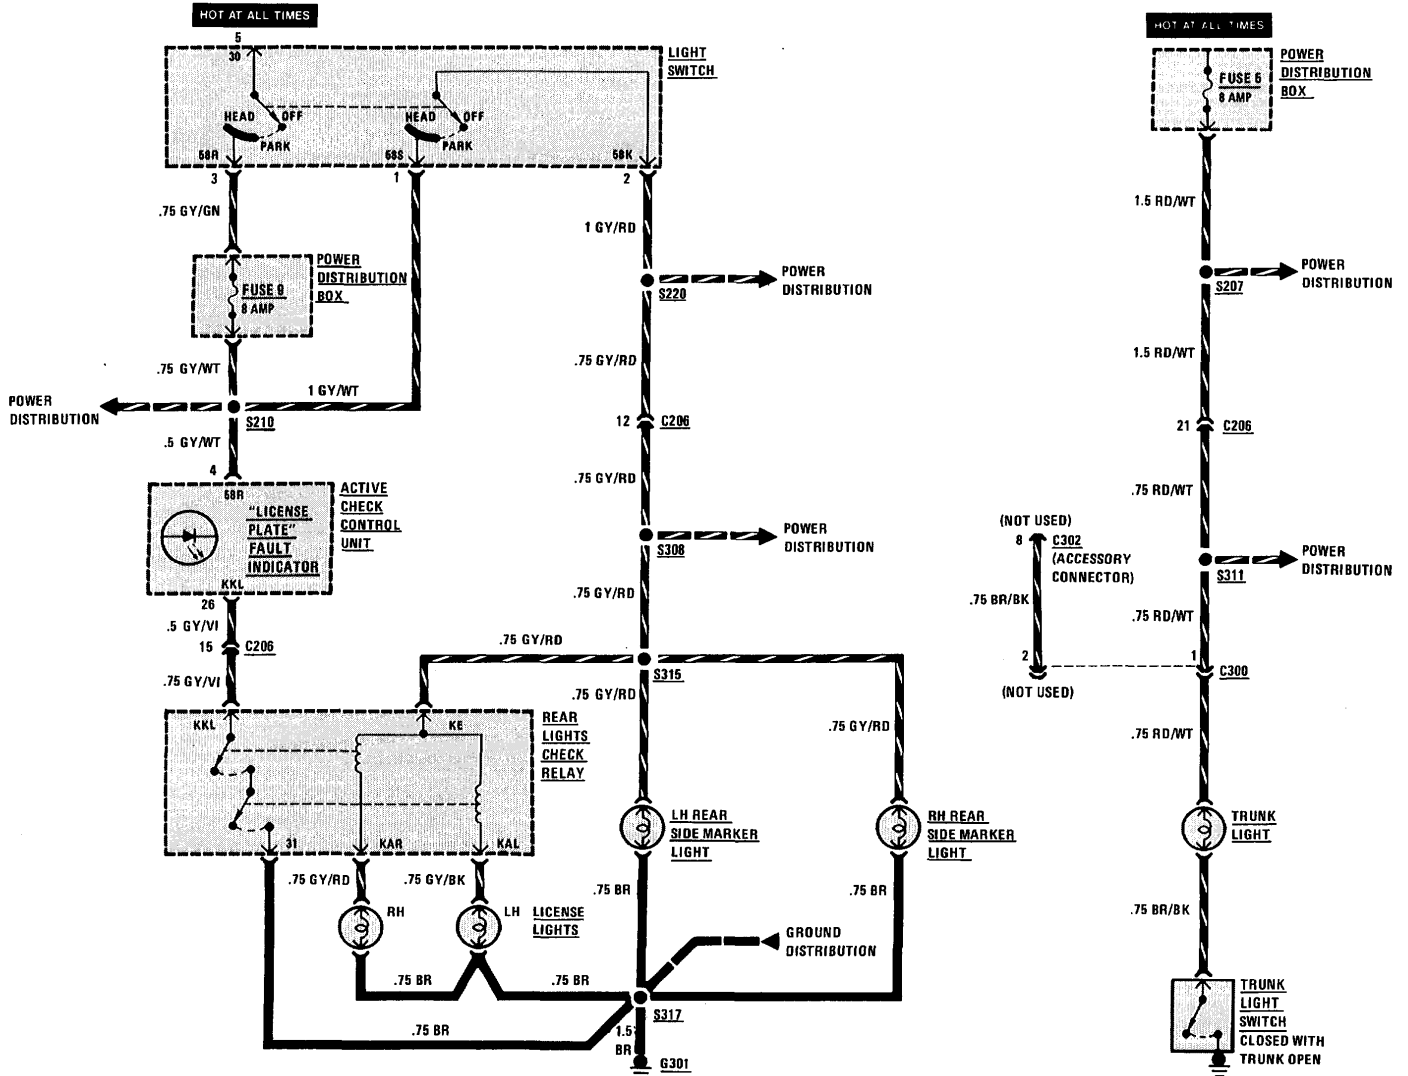 HOT AT ALL TIMES
5
30
LIGHT
SWITCH
HEAD
OFF
PARK
HEAD
OFF
PARK
58R
58S
58K
3
1
2
.75 GY/GN
1 GY/RD
POWER
DISTRIBUTION
BOX
FUSE 9
8 AMP
S220
POWER
DISTRIBUTION
.75 GY/WT
1 GY/WT
.75 GY/RD
POWER
DISTRIBUTION
S210
12
C206
.5 GY/WT
4
.75 GY/RD
58R
"LICENSE
PLATE"
FAULT
INDICATOR
ACTIVE
CHECK
CONTROL
UNIT
KKL
S308
POWER
DISTRIBUTION
26
.5 GY/VI
15
C206
.75 GY/VI
.75 GY/RD
.75 GY/RD
S315
.75 GY/RD
.75 GY/RD
KKL
KE
REAR
LIGHTS
CHECK
RELAY
31
KAR
KAL
LH REAR
SIDE MARKER
LIGHT
RH REAR
SIDE MARKER
LIGHT
.75 GY/RD
.75 GY/BK
.75 BR
.75 BR
RH
LH
LICENSE
LIGHTS
GROUND
DISTRIBUTION
.75 BR
.75 BR
.75 BR
S317
1.5
BR
G301
HOT AT ALL TIMES
POWER
DISTRIBUTION
BOX
FUSE 6
8 AMP
1.5 RD/WT
S207
POWER
DISTRIBUTION
1.5 RD/WT
21
C206
.75 RD/WT
(NOT USED)
8
C302
(ACCESSORY
CONNECTOR)
S311
POWER
DISTRIBUTION
.75 BR/BK
.75 RD/WT
2
1
C300
(NOT USED)
.75 RD/WT
TRUNK
LIGHT
.75 BR/BK
TRUNK
LIGHT
SWITCH
CLOSED WITH
TRUNK OPEN